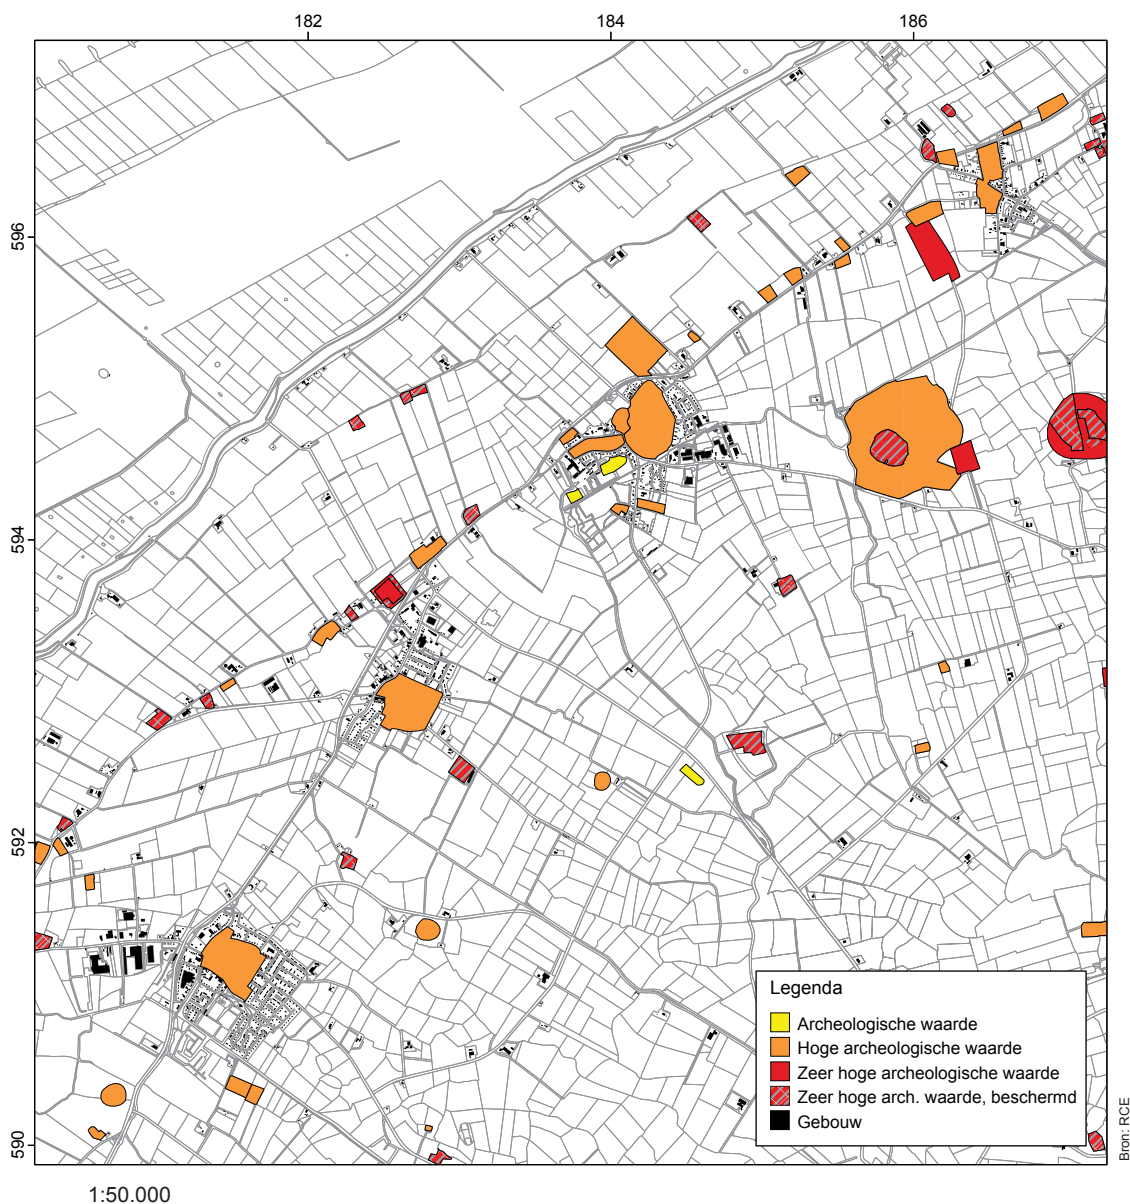 182 184 186
596
594
592
590
Legenda
Archeologische waarde
Hoge archeologische waarde
Zeer hoge archeologische waarde
Zeer hoge arch. waarde, beschermd
Gebouw
Bron: RCE
1:50.000